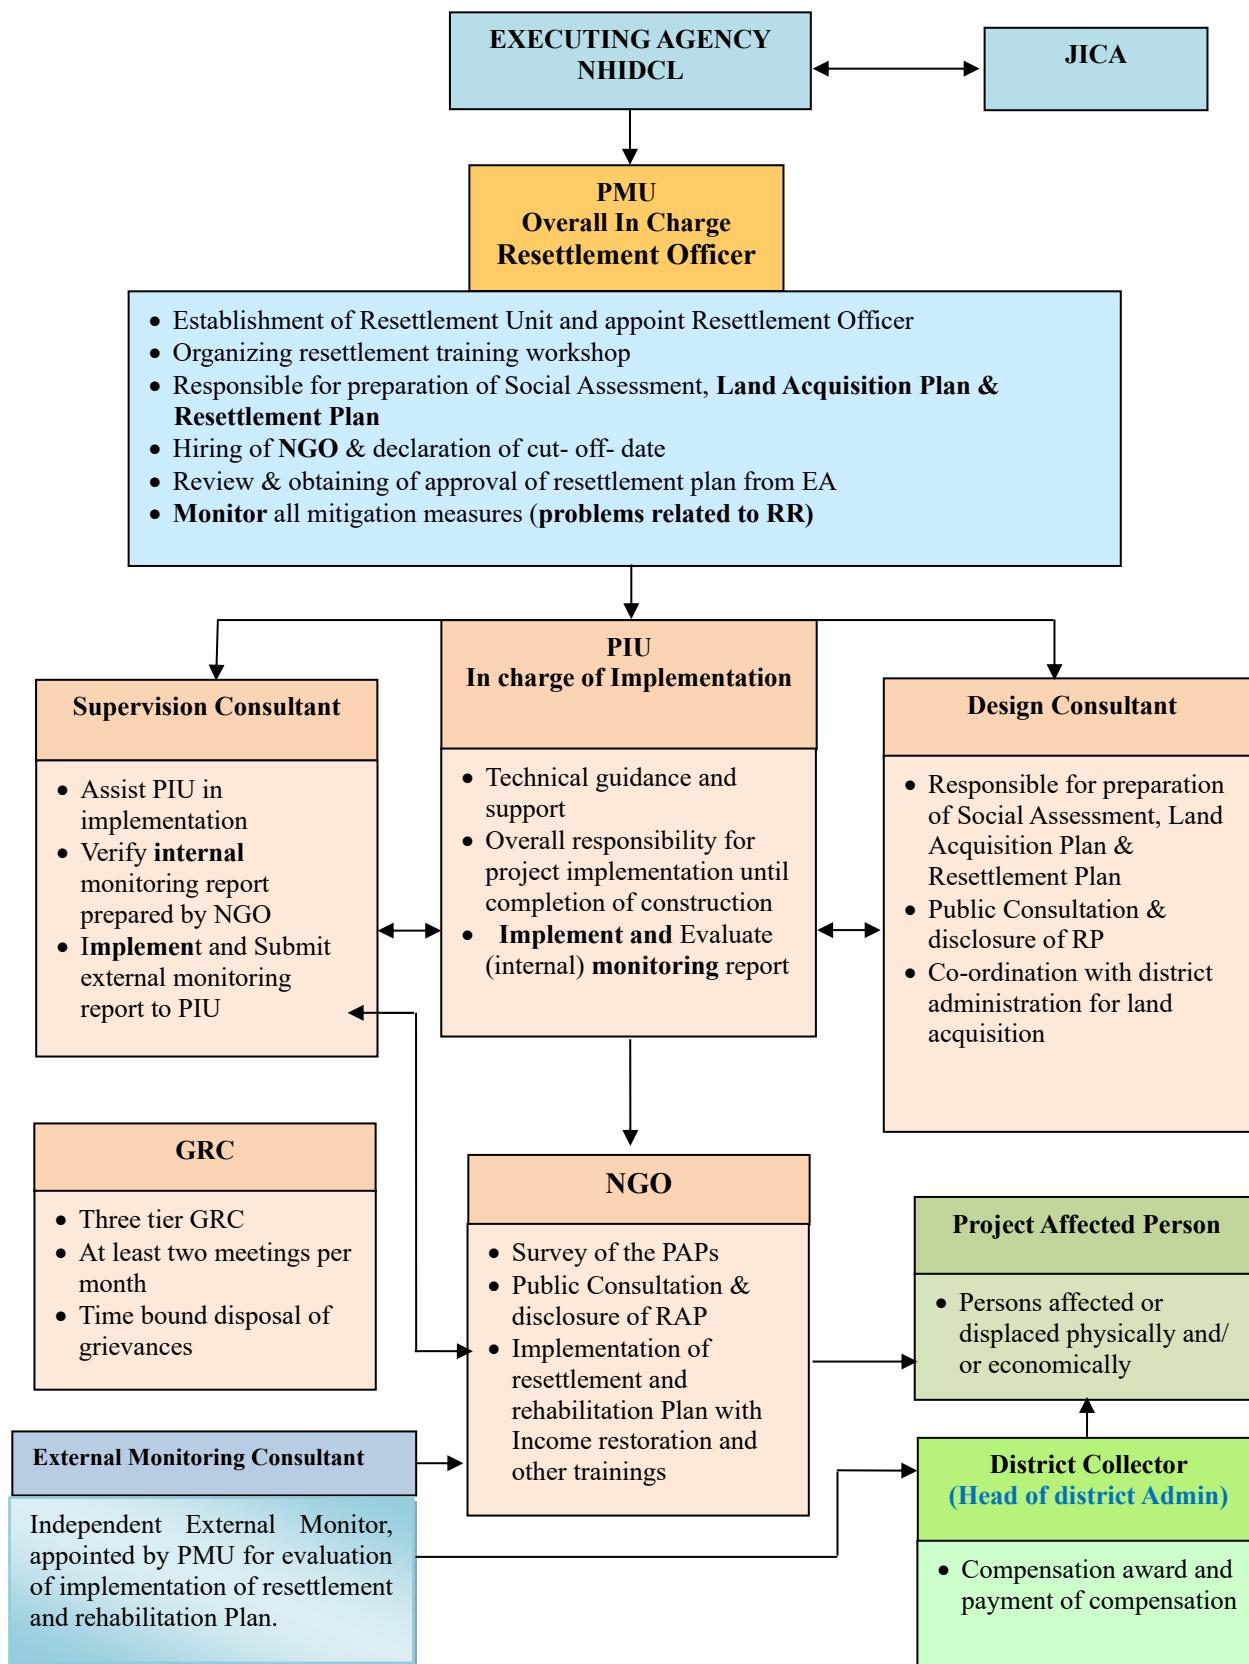 EXECUTING AGENCY
NHIDCL
JICA
PMU
Overall In Charge
Resettlement Officer
• Establishment of Resettlement Unit and appoint Resettlement Officer
• Organizing resettlement training workshop
• Responsible for preparation of Social Assessment, Land Acquisition Plan &
Resettlement Plan
• Hiring of NGO & declaration of cut- off- date
• Review & obtaining of approval of resettlement plan from EA
• Monitor all mitigation measures (problems related to RR)
Supervision Consultant
• Assist PIU in
implementation
• Verify internal
monitoring report
prepared by NGO
• Implement and Submit
external monitoring
report to PIU
PIU
In charge of Implementation
• Technical guidance and
support
• Overall responsibility for
project implementation until
completion of construction
• Implement and Evaluate
(internal) monitoring report
Design Consultant
• Responsible for preparation
of Social Assessment, Land
Acquisition Plan &
Resettlement Plan
• Public Consultation &
disclosure of RP
• Co-ordination with district
administration for land
acquisition
GRC
• Three tier GRC
• At least two meetings per
month
• Time bound disposal of
grievances
NGO
• Survey of the PAPs
• Public Consultation &
disclosure of RAP
• Implementation of
resettlement and
rehabilitation Plan with
Income restoration and
other trainings
Project Affected Person
• Persons affected or
displaced physically and/
or economically
External Monitoring Consultant
Independent External Monitor,
appointed by PMU for evaluation
of implementation of resettlement
and rehabilitation Plan.
District Collector
(Head of district Admin)
• Compensation award and
payment of compensation